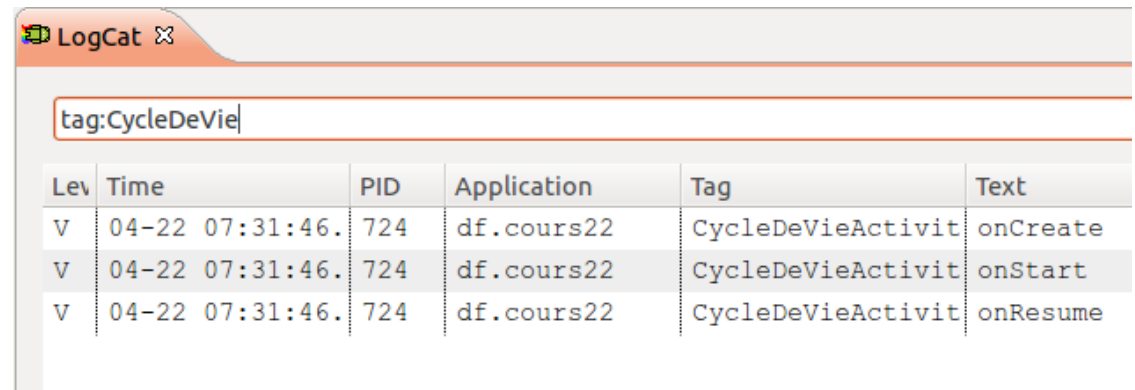 LogCat
tag:CycleDeVie
Lev Time PID Application Tag Text
V 04-22 07:31:46. 724 df.cours22 CycleDeVieActivit onCreate
V 04-22 07:31:46. 724 df.cours22 CycleDeVieActivit onStart
V 04-22 07:31:46. 724 df.cours22 CycleDeVieActivit onResume